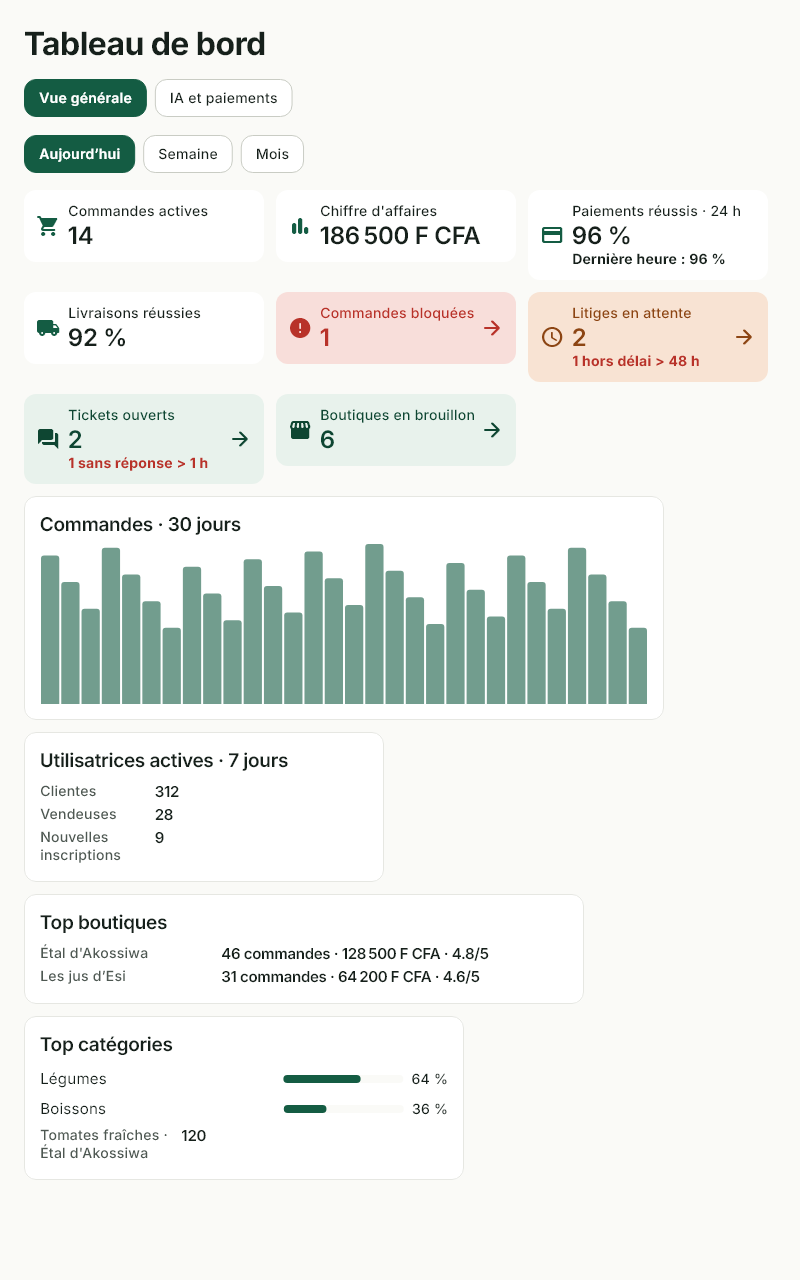 Tableau de bord
Vue générale
IA et paiements
Aujourd’hui
Semaine
Mois
Commandes actives
14
Chiffre d'affaires
186 500 F CFA
Paiements réussis · 24 h
96 %
Dernière heure : 96 %
Livraisons réussies
92 %
Commandes bloquées
1
Litiges en attente
2
1 hors délai > 48 h
Tickets ouverts
2
1 sans réponse > 1 h
Boutiques en brouillon
6
Commandes · 30 jours
Utilisatrices actives · 7 jours
Clientes 312
Vendeuses 28
Nouvelles 9
inscriptions
Top boutiques
Étal d’Akossiwa 46 commandes · 128 500 F CFA · 4.8/5
Les jus d’Esi 31 commandes · 64 200 F CFA · 4.6/5
Top catégories
Légumes 64 %
Boissons 36 %
Tomates fraîches · 120
Étal d’Akossiwa